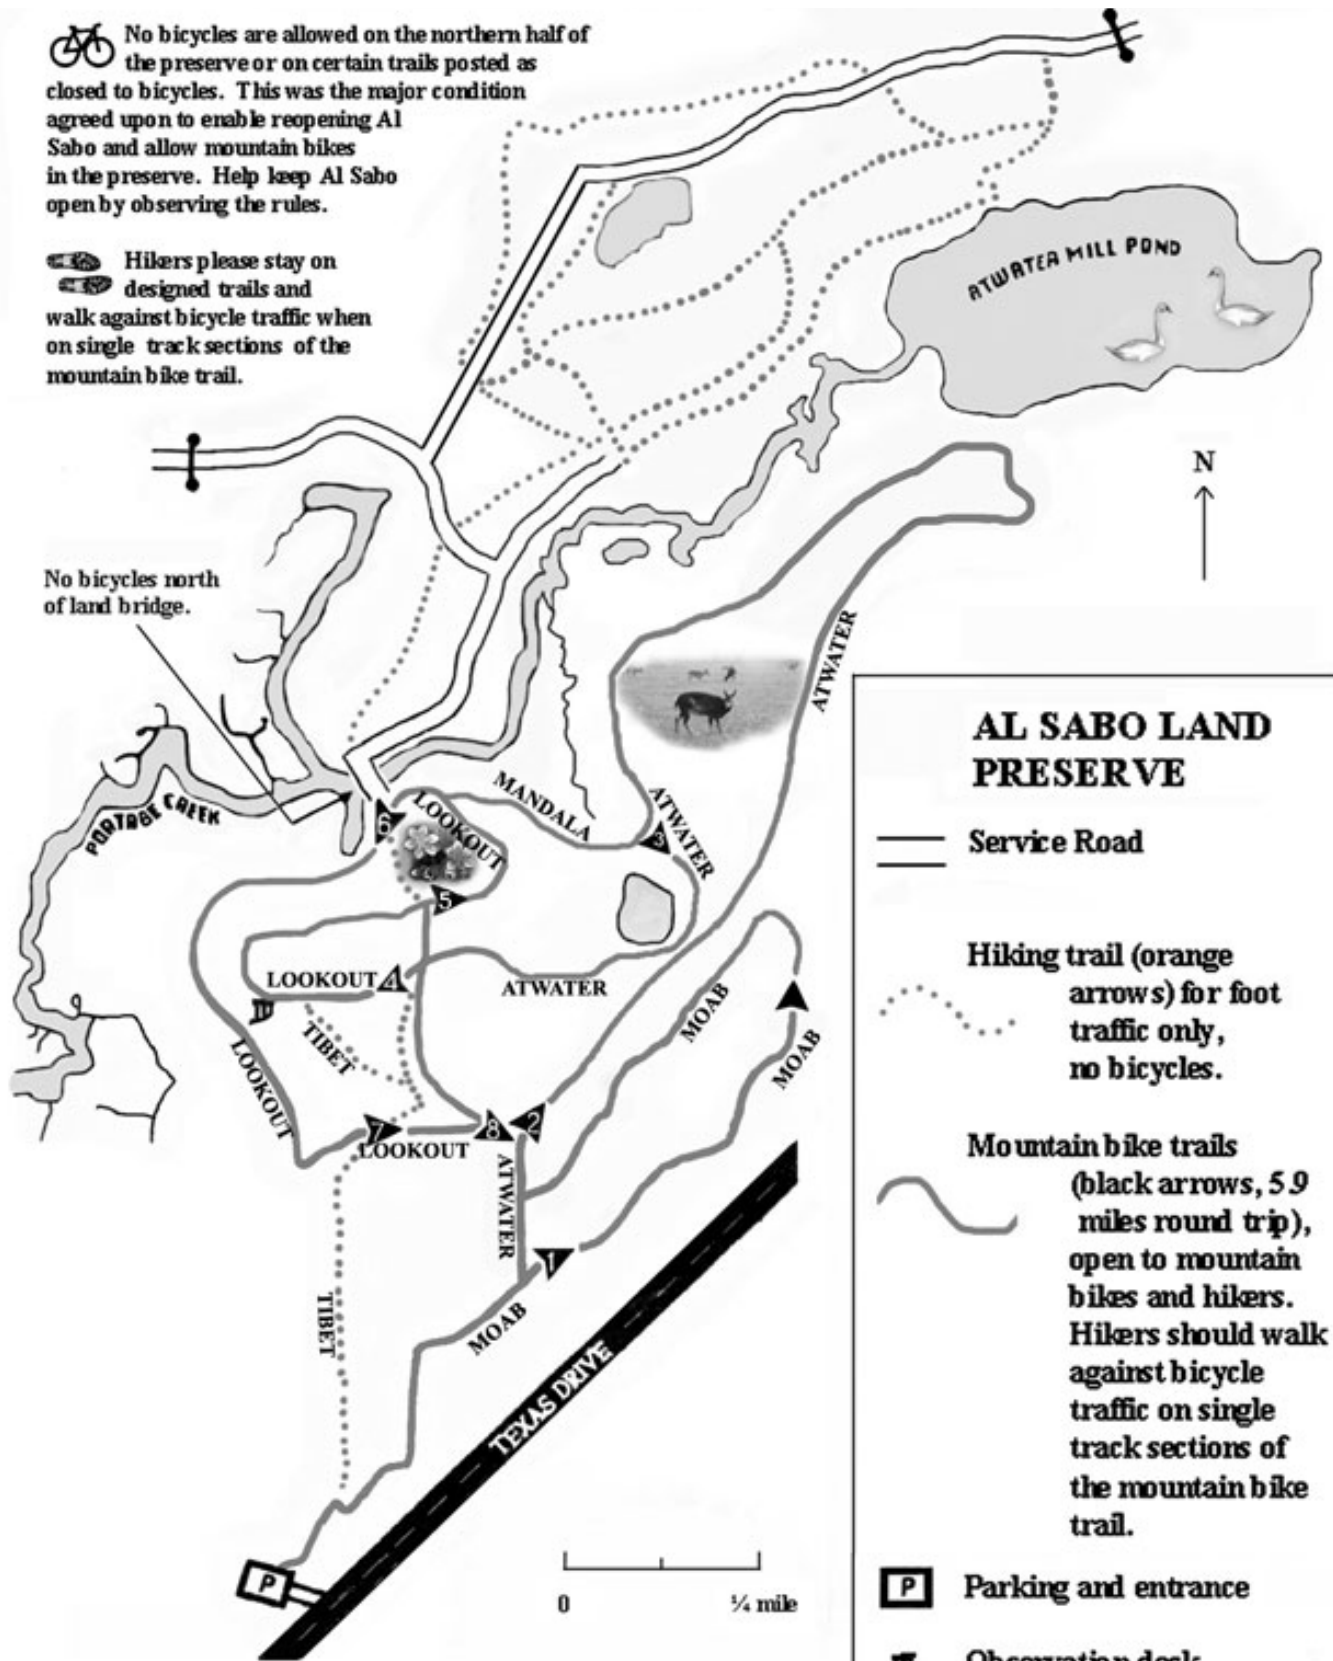 No bicycles are allowed on the northern half of
the preserve or on certain trails posted as
closed to bicycles. This was the major condition
agreed upon to enable reopening Al
Sabo and allow mountain bikes
in the preserve. Help keep Al Sabo
open by observing the rules.
Hikers please stay on
designed trails and
walk against bicycle traffic when
on single track sections of the
mountain bike trail.
ATWATER MILL POND
N
No bicycles north
of land bridge.
ATWATER
PORTAGE CREEK
MANDALA
LOOKOUT
6
ATWATER
3
5
LOOKOUT
4
ATWATER
MOAB
TIBET
LOOKOUT
MOAB
7
8
2
LOOKOUT
ATWATER
1
TIBET
MOAB
TEXAS DRIVE
P
0
¼ mile
AL SABO LAND
PRESERVE
Service Road
Hiking trail (orange
arrows) for foot
traffic only,
no bicycles.
Mountain bike trails
(black arrows, 5.9
miles round trip),
open to mountain
bikes and hikers.
Hikers should walk
against bicycle
traffic on single
track sections of
the mountain bike
trail.
P
Parking and entrance
Observation deck